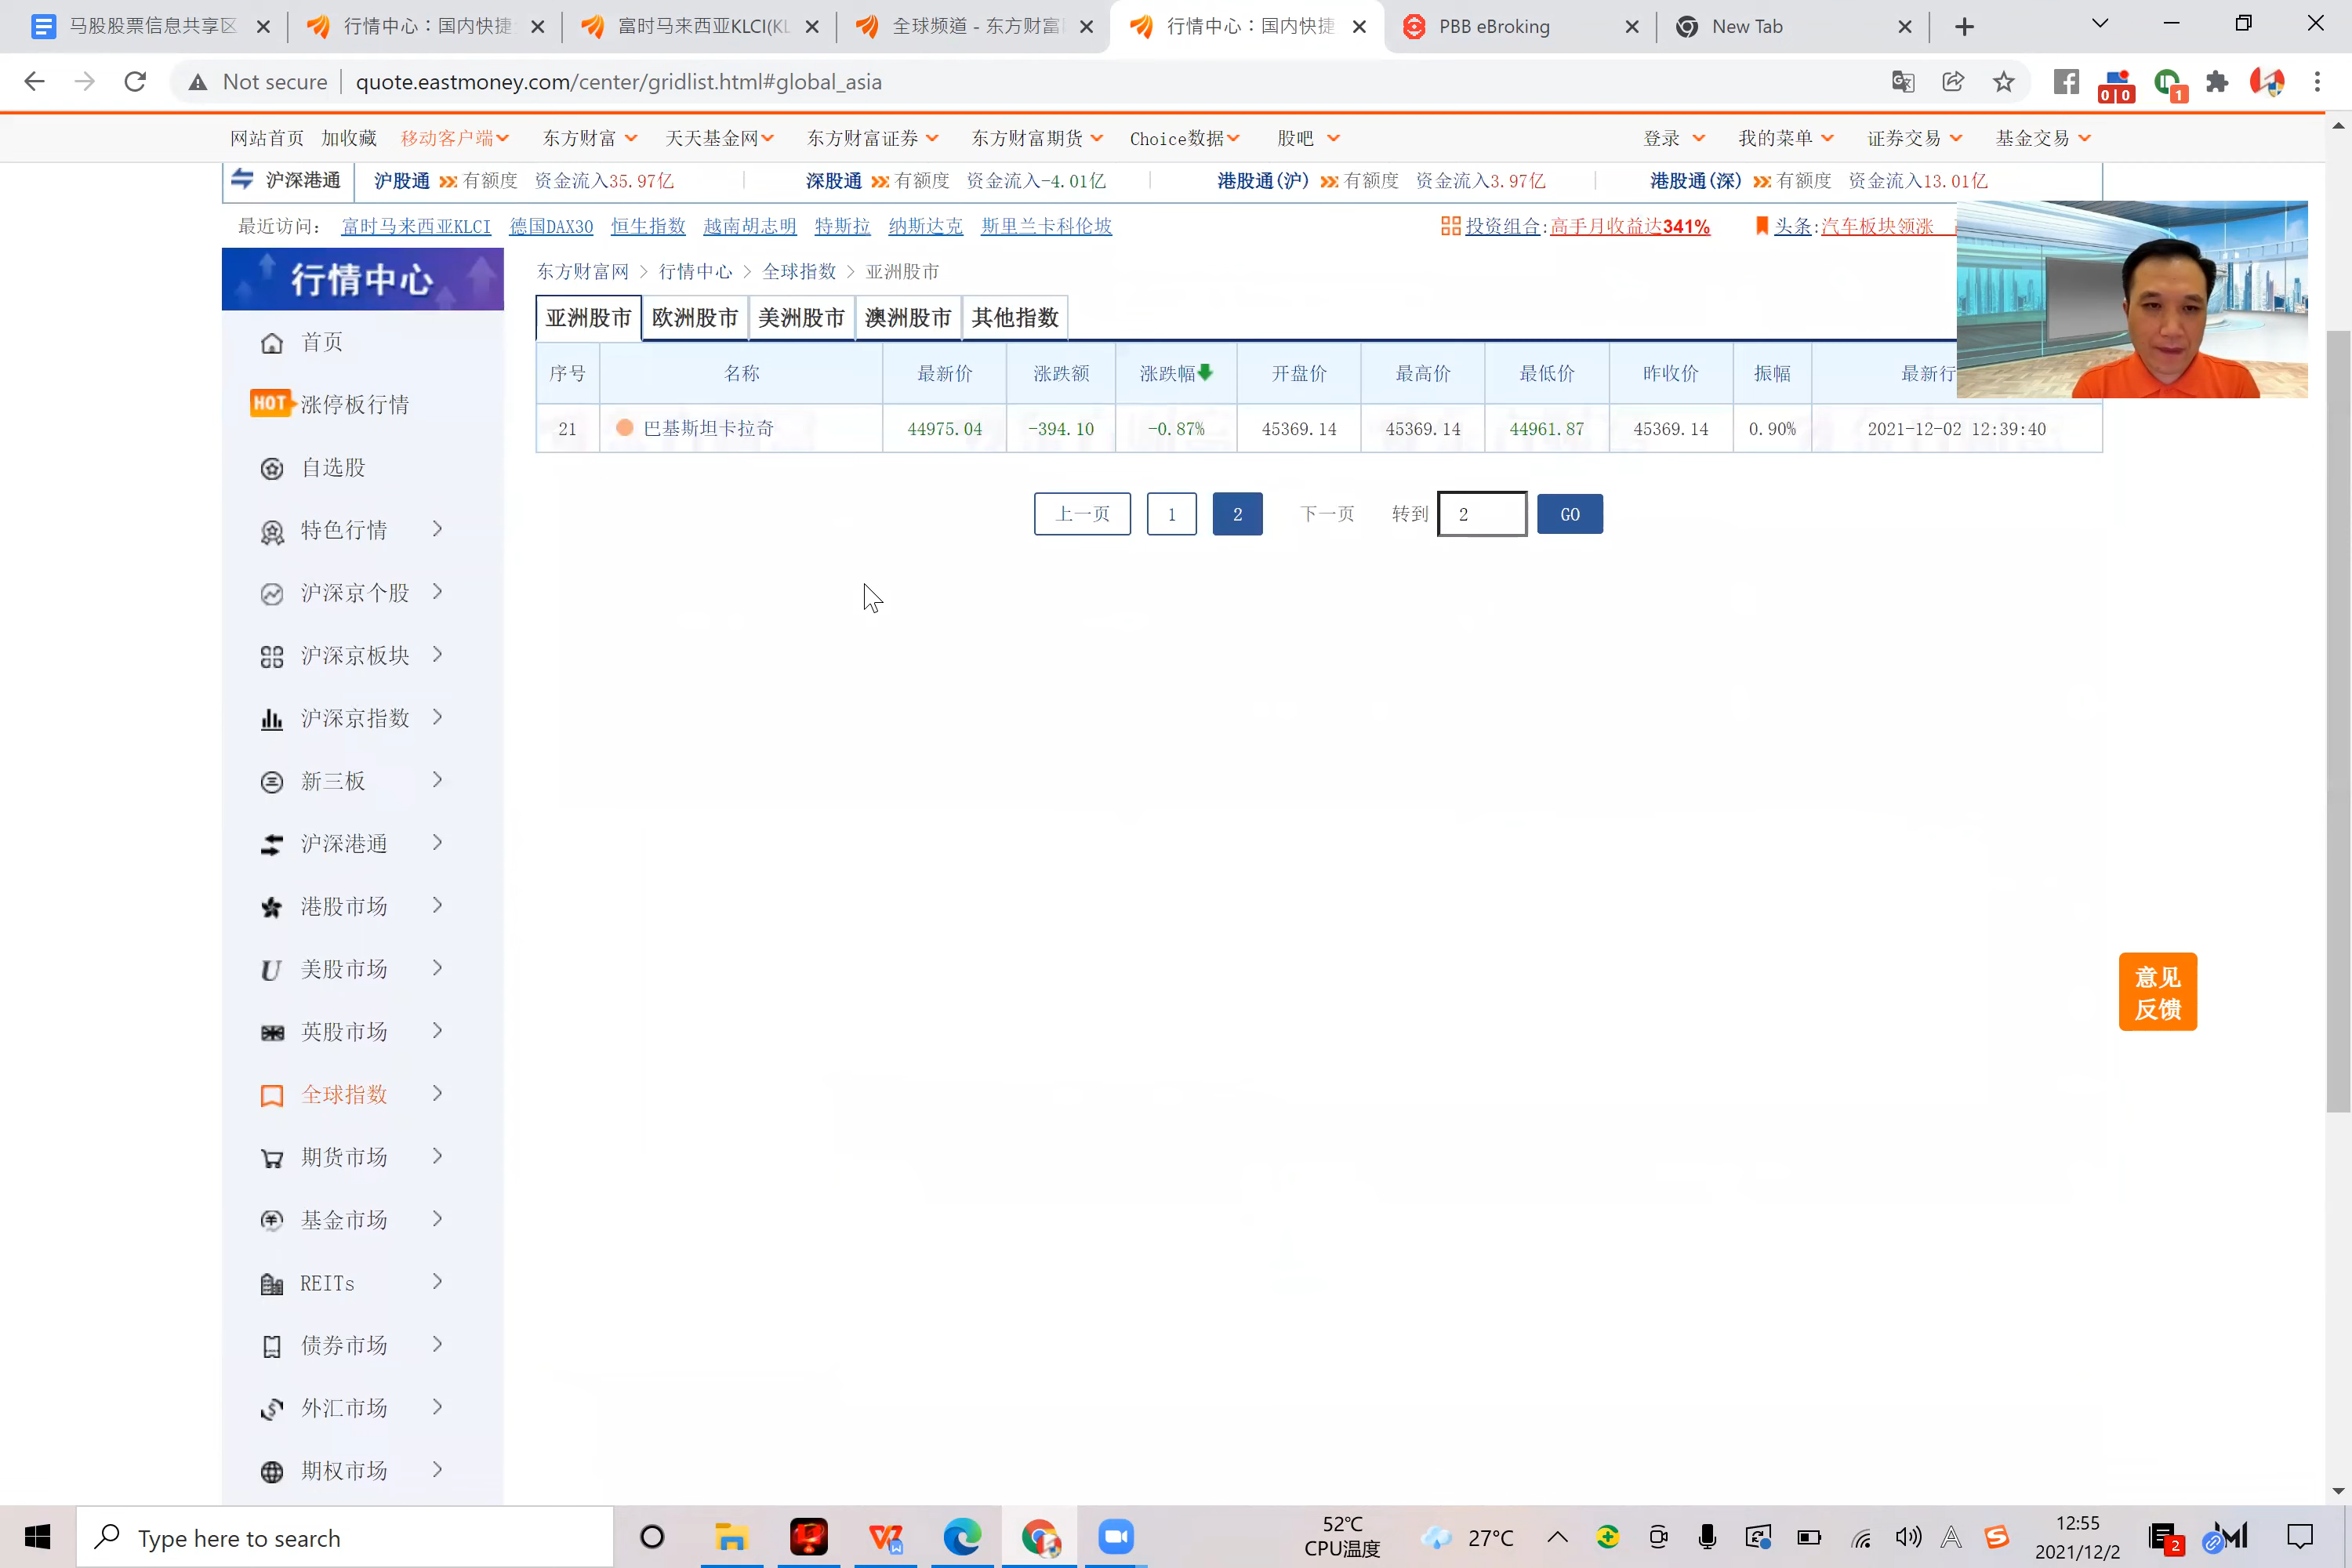 马股股票信息共享区
行情中心：国内快捷
富时马来西亚KLCI(KL
全球频道 - 东方财富
行情中心：国内快捷
PBB eBroking
New Tab
Not secure
quote.eastmoney.com/center/gridlist.html#global_asia
0|0
1
网站首页 加收藏 移动客户端 东方财富 天天基金网 东方财富证券 东方财富期货 Choice数据 股吧 登录 我的菜单 证券交易 基金交易
沪深港通 沪股通 有额度 资金流入35.97亿 深股通 有额度 资金流入-4.01亿 港股通(沪) 有额度 资金流入3.97亿 港股通(深) 有额度 资金流入13.01亿
最近访问： 富时马来西亚KLCI 德国DAX30 恒生指数 越南胡志明 特斯拉 纳斯达克 斯里兰卡科伦坡 投资组合:高手月收益达341% 头条:汽车板块领涨
行情中心
东方财富网 > 行情中心 > 全球指数 > 亚洲股市
亚洲股市 欧洲股市 美洲股市 澳洲股市 其他指数
序号 名称 最新价 涨跌额 涨跌幅 开盘价 最高价 最低价 昨收价 振幅 最新行
21 巴基斯坦卡拉奇 44975.04 -394.10 -0.87% 45369.14 45369.14 44961.87 45369.14 0.90% 2021-12-02 12:39:40
上一页 1 2 下一页 转到 2 GO
首页
HOT 涨停板行情
自选股
特色行情
沪深京个股
沪深京板块
沪深京指数
新三板
沪深港通
港股市场
美股市场
英股市场
全球指数
期货市场
基金市场
REITs
债券市场
外汇市场
期权市场
意见
反馈
Type here to search
52℃
CPU温度
27°C
12:55
2021/12/2
2